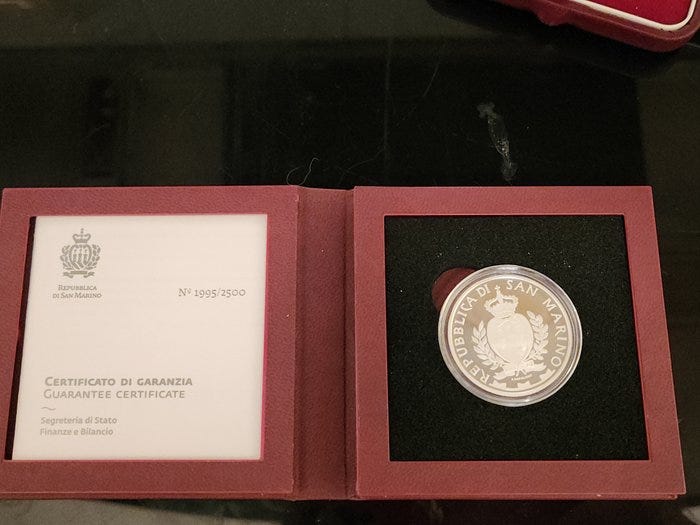 REPUBBLICA
DI SAN MARINO
Nº 1995/2500
CERTIFICATO DI GARANZIA
GUARANTEE CERTIFICATE
Segreteria di Stato
Finanze e Bilancio
REPUBBLICA DI SAN MARINO